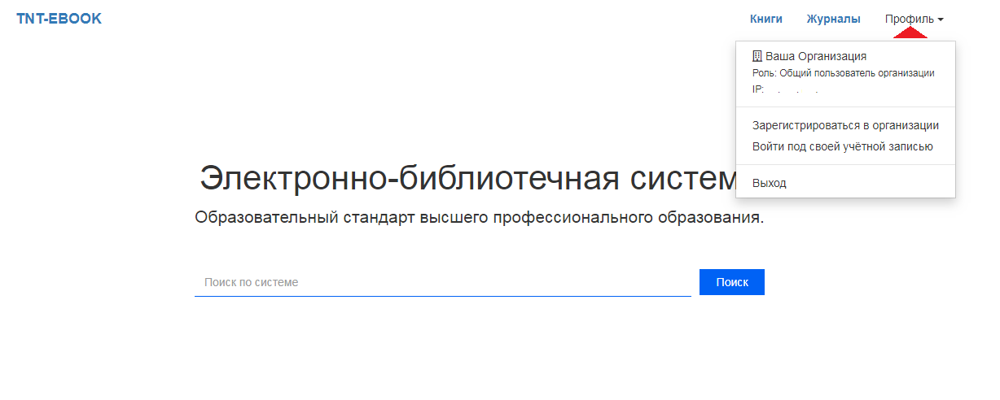 TNT-EBOOK
Книги Журналы Профиль
Ваша Организация
Роль: Общий пользователь организации
IP:
Зарегистрироваться в организации
Войти под своей учётной записью
Выход
Электронно-библиотечная систем
Образовательный стандарт высшего профессионального образования.
Поиск по системе Поиск